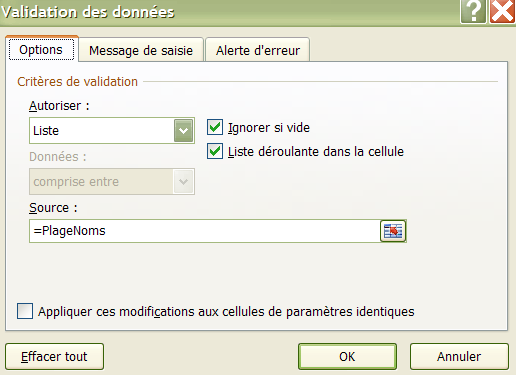 Validation des données
Options
Message de saisie
Alerte d'erreur
Critères de validation
Autoriser :
Liste
Ignorer si vide
Liste déroulante dans la cellule
Données :
comprise entre
Source :
=PlageNoms
Appliquer ces modifications aux cellules de paramètres identiques
Effacer tout
OK
Annuler